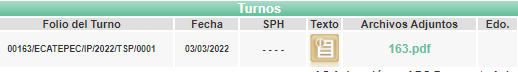 Turnos
Folio del Turno Fecha SPH Texto Archivos Adjuntos Edo.
00163/ECATEPEC/IP/2022/TSP/0001 03/03/2022 ---- 163.pdf